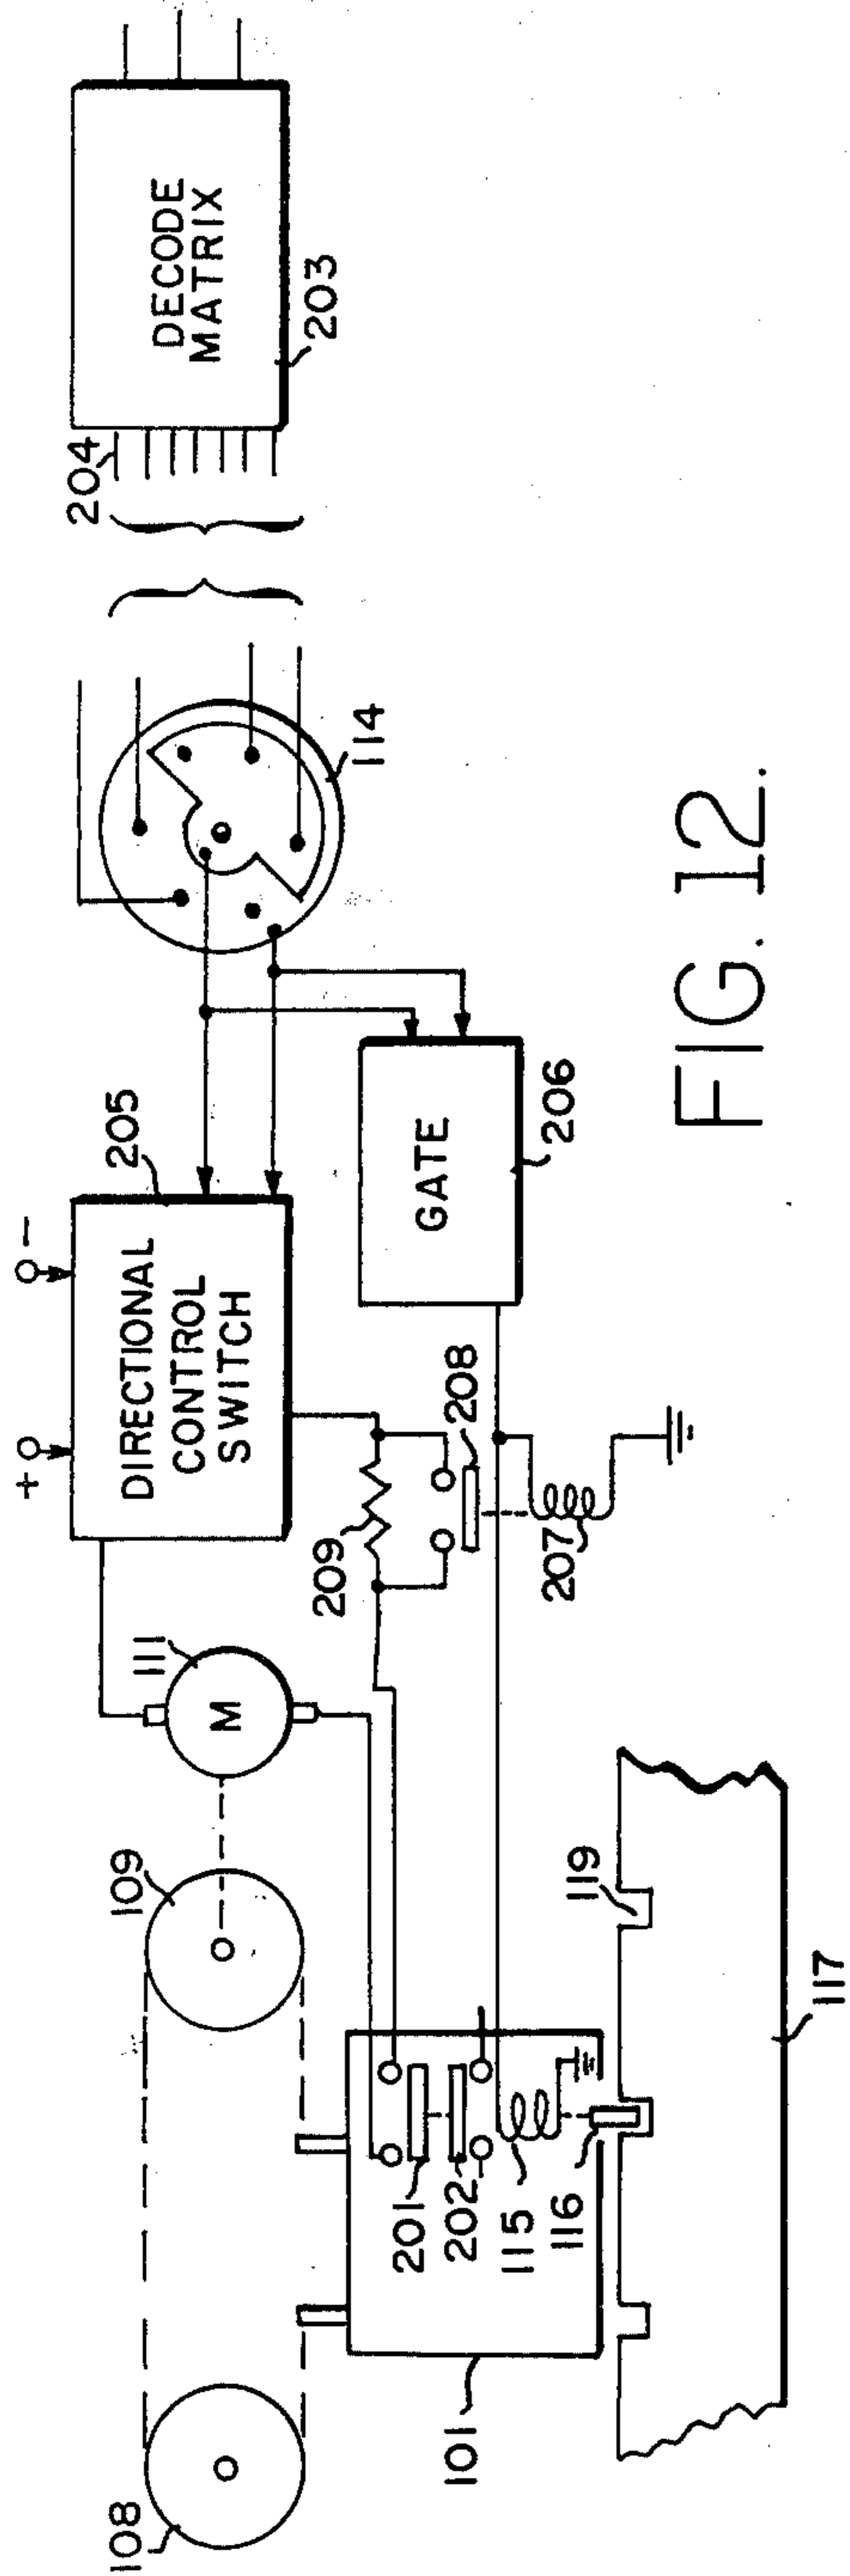 108
109
111
M
+
−
DIRECTIONAL
CONTROL
SWITCH
205
114
204
DECODE
MATRIX
203
101
201
202
115
116
209
208
207
GATE
206
119
117
FIG. 12.